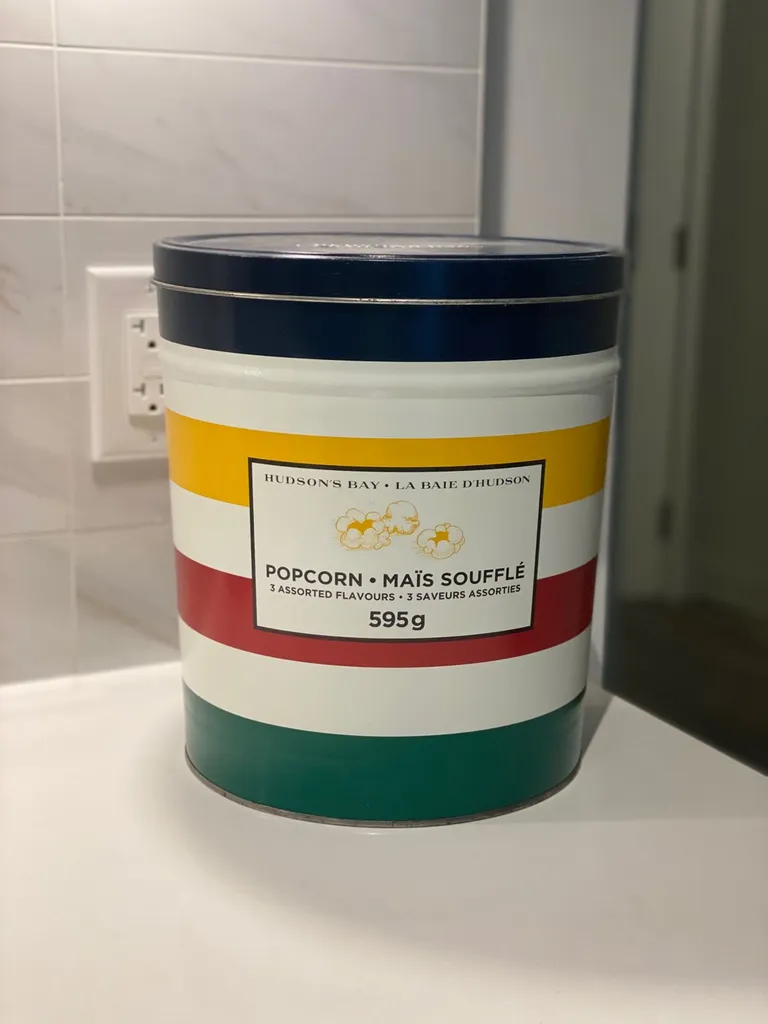 HUDSON'S BAY • LA BAIE D'HUDSON
POPCORN • MAÏS SOUFFLÉ
3 ASSORTED FLAVOURS • 3 SAVEURS ASSORTIES
595g